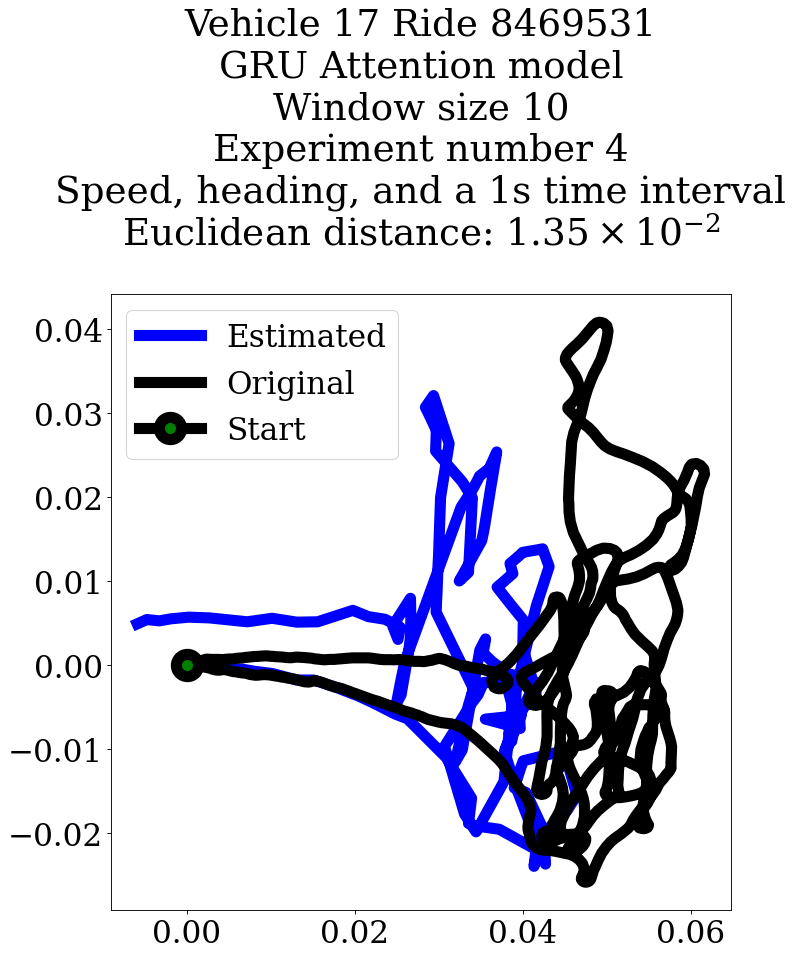 Vehicle 17 Ride 8469531
GRU Attention model
Window size 10
Experiment number 4
Speed, heading, and a 1s time interval
Euclidean distance: 1.35 × 10⁻²
Estimated
Original
Start
0.04
0.03
0.02
0.01
0.00
−0.01
−0.02
0.00 0.02 0.04 0.06